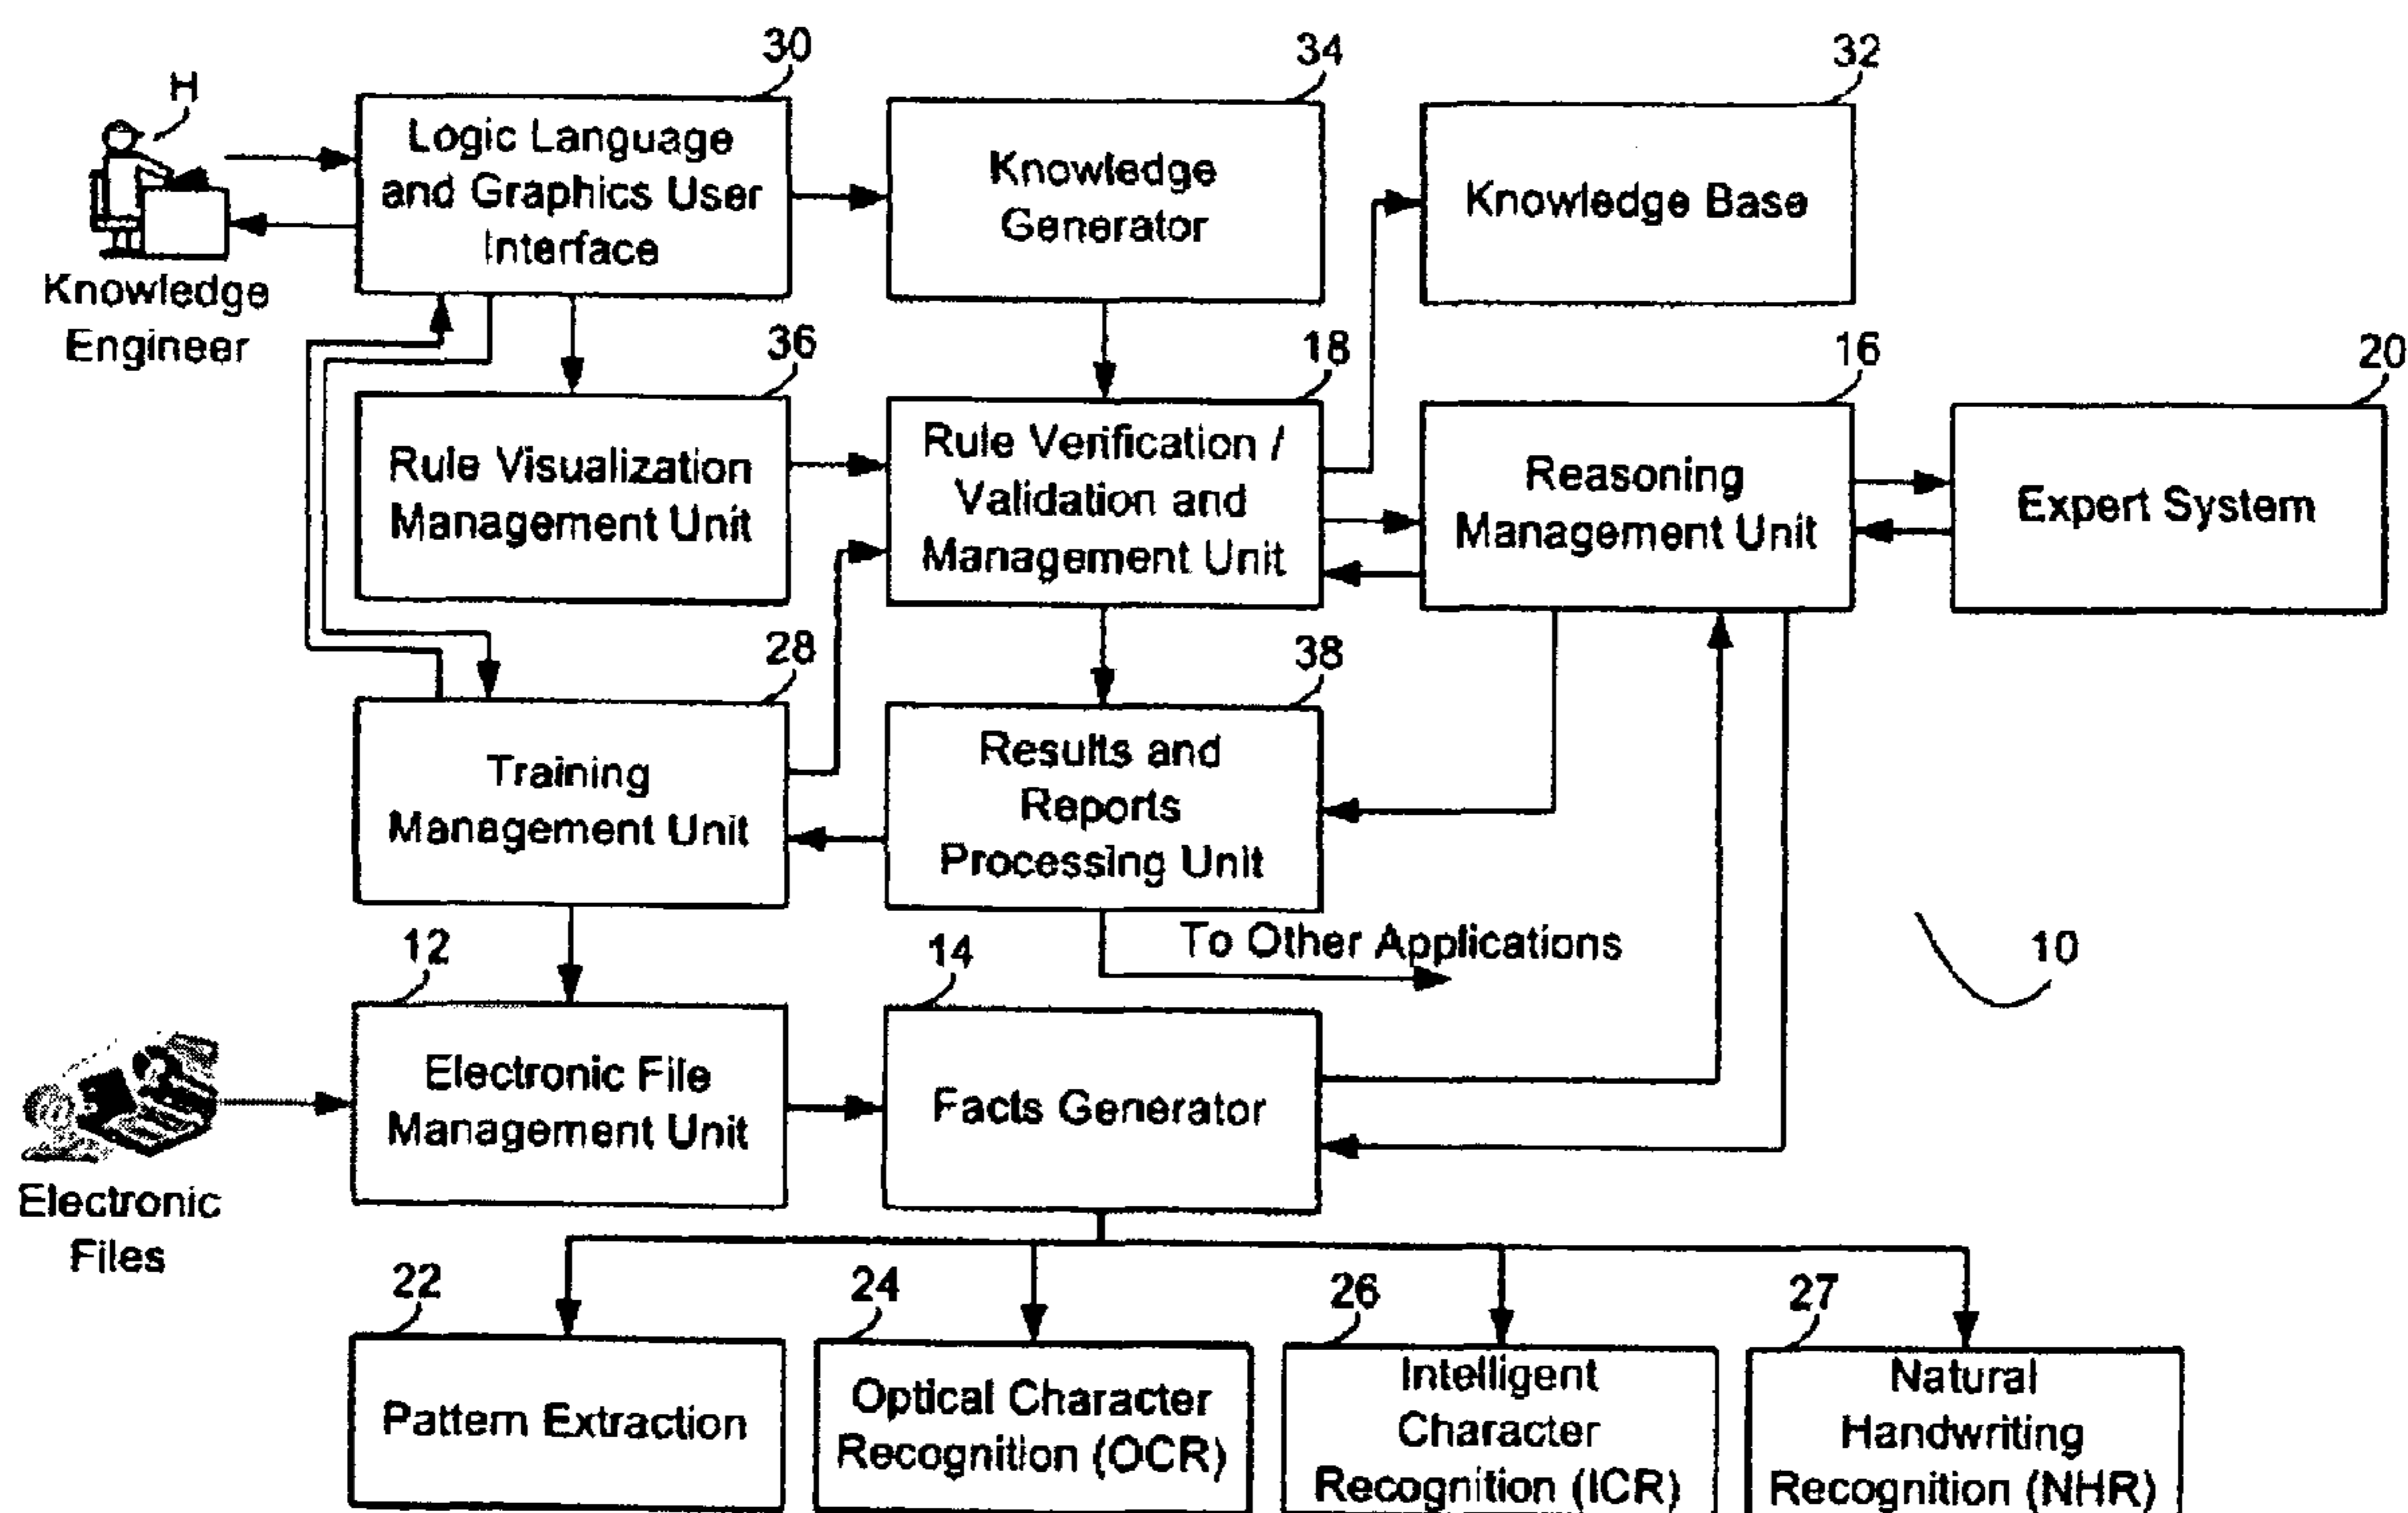 30
34
32
H
Logic Language
and Graphics User
Interface
Knowledge
Generator
Knowledge Base
Knowledge
Engineer
36
18
16
20
Rule Visualization
Management Unit
Rule Verification /
Validation and
Management Unit
Reasoning
Management Unit
Expert System
28
38
Training
Management Unit
Results and
Reports
Processing Unit
To Other Applications
10
12
14
Electronic File
Management Unit
Facts Generator
Electronic
Files
22
24
26
27
Pattern Extraction
Optical Character
Recognition (OCR)
Intelligent
Character
Recognition (ICR)
Natural
Handwriting
Recognition (NHR)